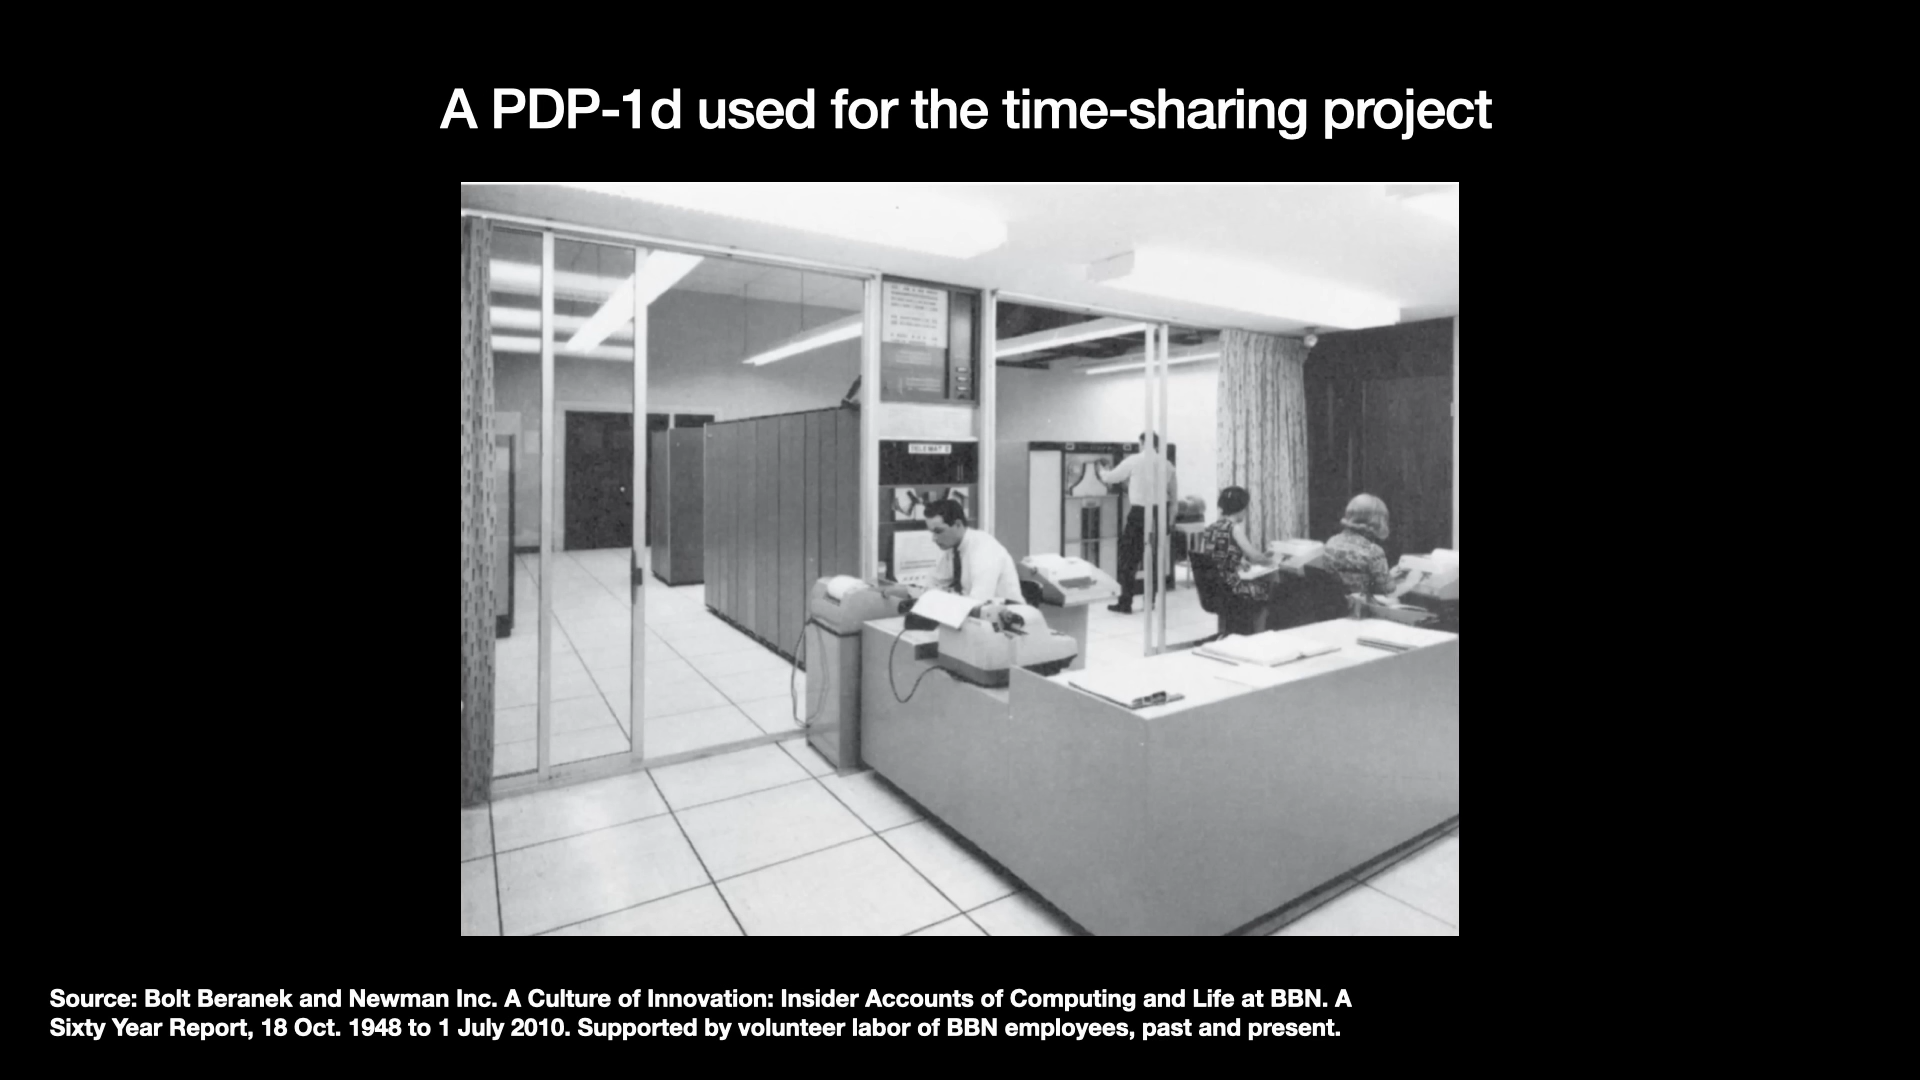 A PDP-1d used for the time-sharing project
Source: Bolt Beranek and Newman Inc. A Culture of Innovation: Insider Accounts of Computing and Life at BBN. A
Sixty Year Report, 18 Oct. 1948 to 1 July 2010. Supported by volunteer labor of BBN employees, past and present.